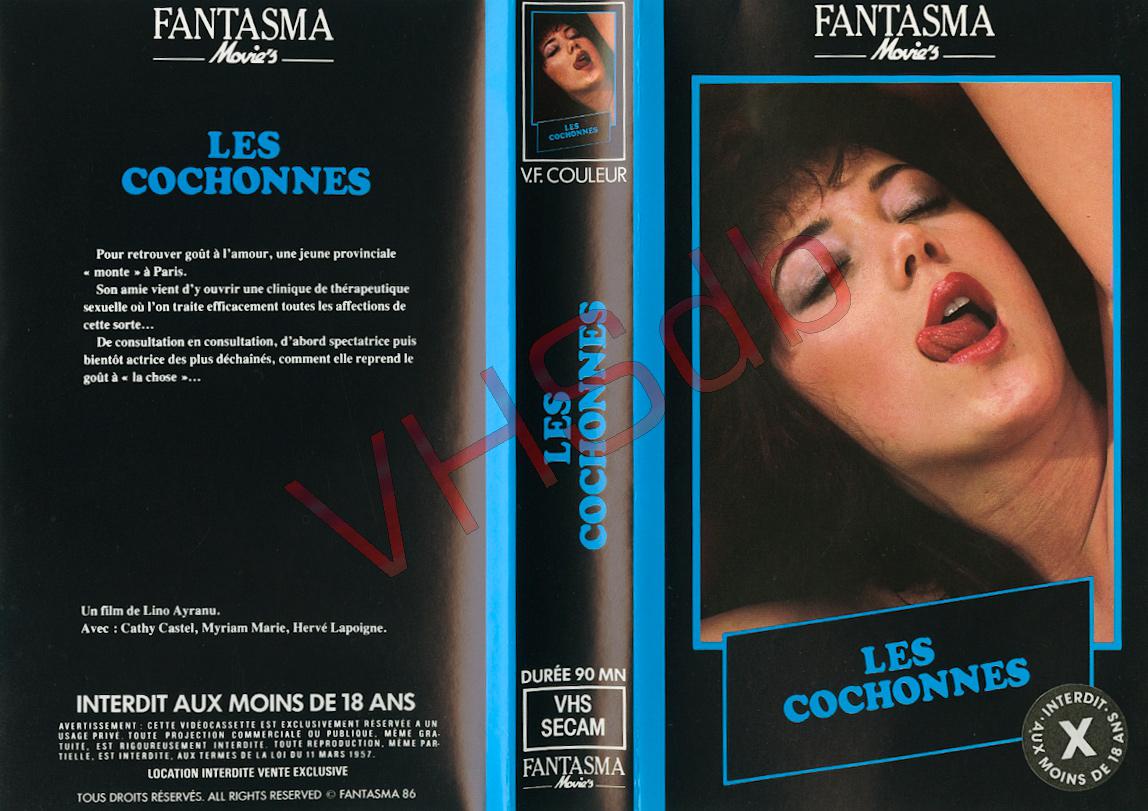 FANTASMA
Movie's
LES
COCHONNES
Pour retrouver goût à l'amour, une jeune provinciale
« monte » à Paris.
Son amie vient d'y ouvrir une clinique de thérapeutique
sexuelle où l'on traite efficacement toutes les affections de
cette sorte...
De consultation en consultation, d'abord spectatrice puis
bientôt actrice des plus déchaînés, comment elle reprend le
goût à « la chose »...
Un film de Lino Ayranu.
Avec : Cathy Castel, Myriam Marie, Hervé Lapoigne.
INTERDIT AUX MOINS DE 18 ANS
AVERTISSEMENT : CETTE VIDÉOCASSETTE EST EXCLUSIVEMENT RÉSERVÉE A UN
USAGE PRIVÉ. TOUTE PROJECTION COMMERCIALE OU PUBLIQUE, MÊME GRA-
TUITE, EST RIGOUREUSEMENT INTERDITE. TOUTE REPRODUCTION, MÊME PAR-
TIELLE, EST INTERDITE, AUX TERMES DE LA LOI DU 11 MARS 1957.
LOCATION INTERDITE VENTE EXCLUSIVE
TOUS DROITS RÉSERVÉS. ALL RIGHTS RESERVED © FANTASMA 86
LES
COCHONNES
V.F. COULEUR
LES
COCHONNES
DURÉE 90 MN
VHS
SECAM
FANTASMA
Movie's
FANTASMA
Movie's
LES
COCHONNES
INTERDIT
X
AUX MOINS DE 18 ANS
VHSdb